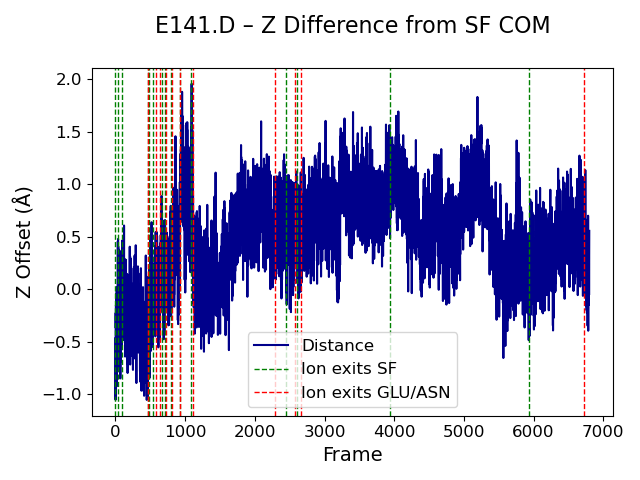 E141.D – Z Difference from SF COM
2.0
1.5
1.0
0.5
0.0
−0.5
−1.0
Z Offset (Å)
Distance
Ion exits SF
Ion exits GLU/ASN
0 1000 2000 3000 4000 5000 6000 7000
Frame